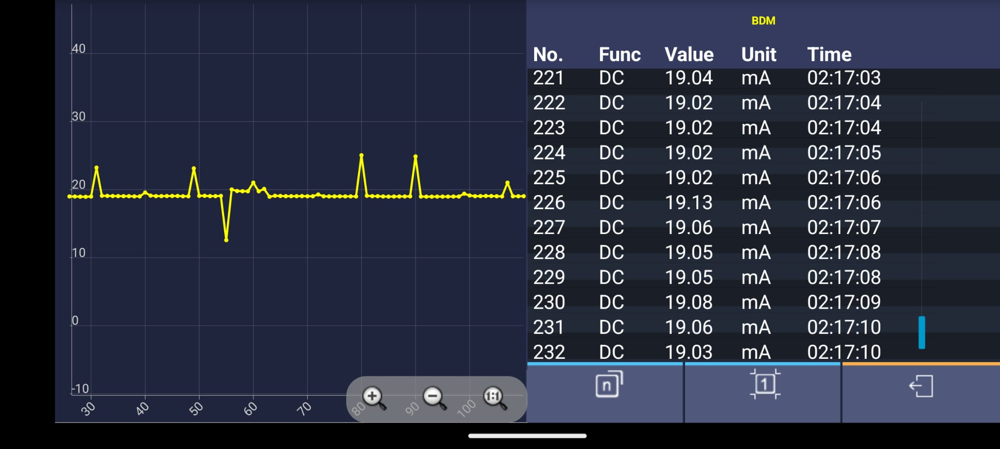 40
30
20
10
0
-10
30 40 50 60 70 80 90 100
1:1
BDM
No. Func Value Unit Time
221 DC 19.04 mA 02:17:03
222 DC 19.02 mA 02:17:04
223 DC 19.02 mA 02:17:04
224 DC 19.02 mA 02:17:05
225 DC 19.02 mA 02:17:06
226 DC 19.13 mA 02:17:06
227 DC 19.06 mA 02:17:07
228 DC 19.05 mA 02:17:08
229 DC 19.05 mA 02:17:08
230 DC 19.08 mA 02:17:09
231 DC 19.06 mA 02:17:10
232 DC 19.03 mA 02:17:10
n 1